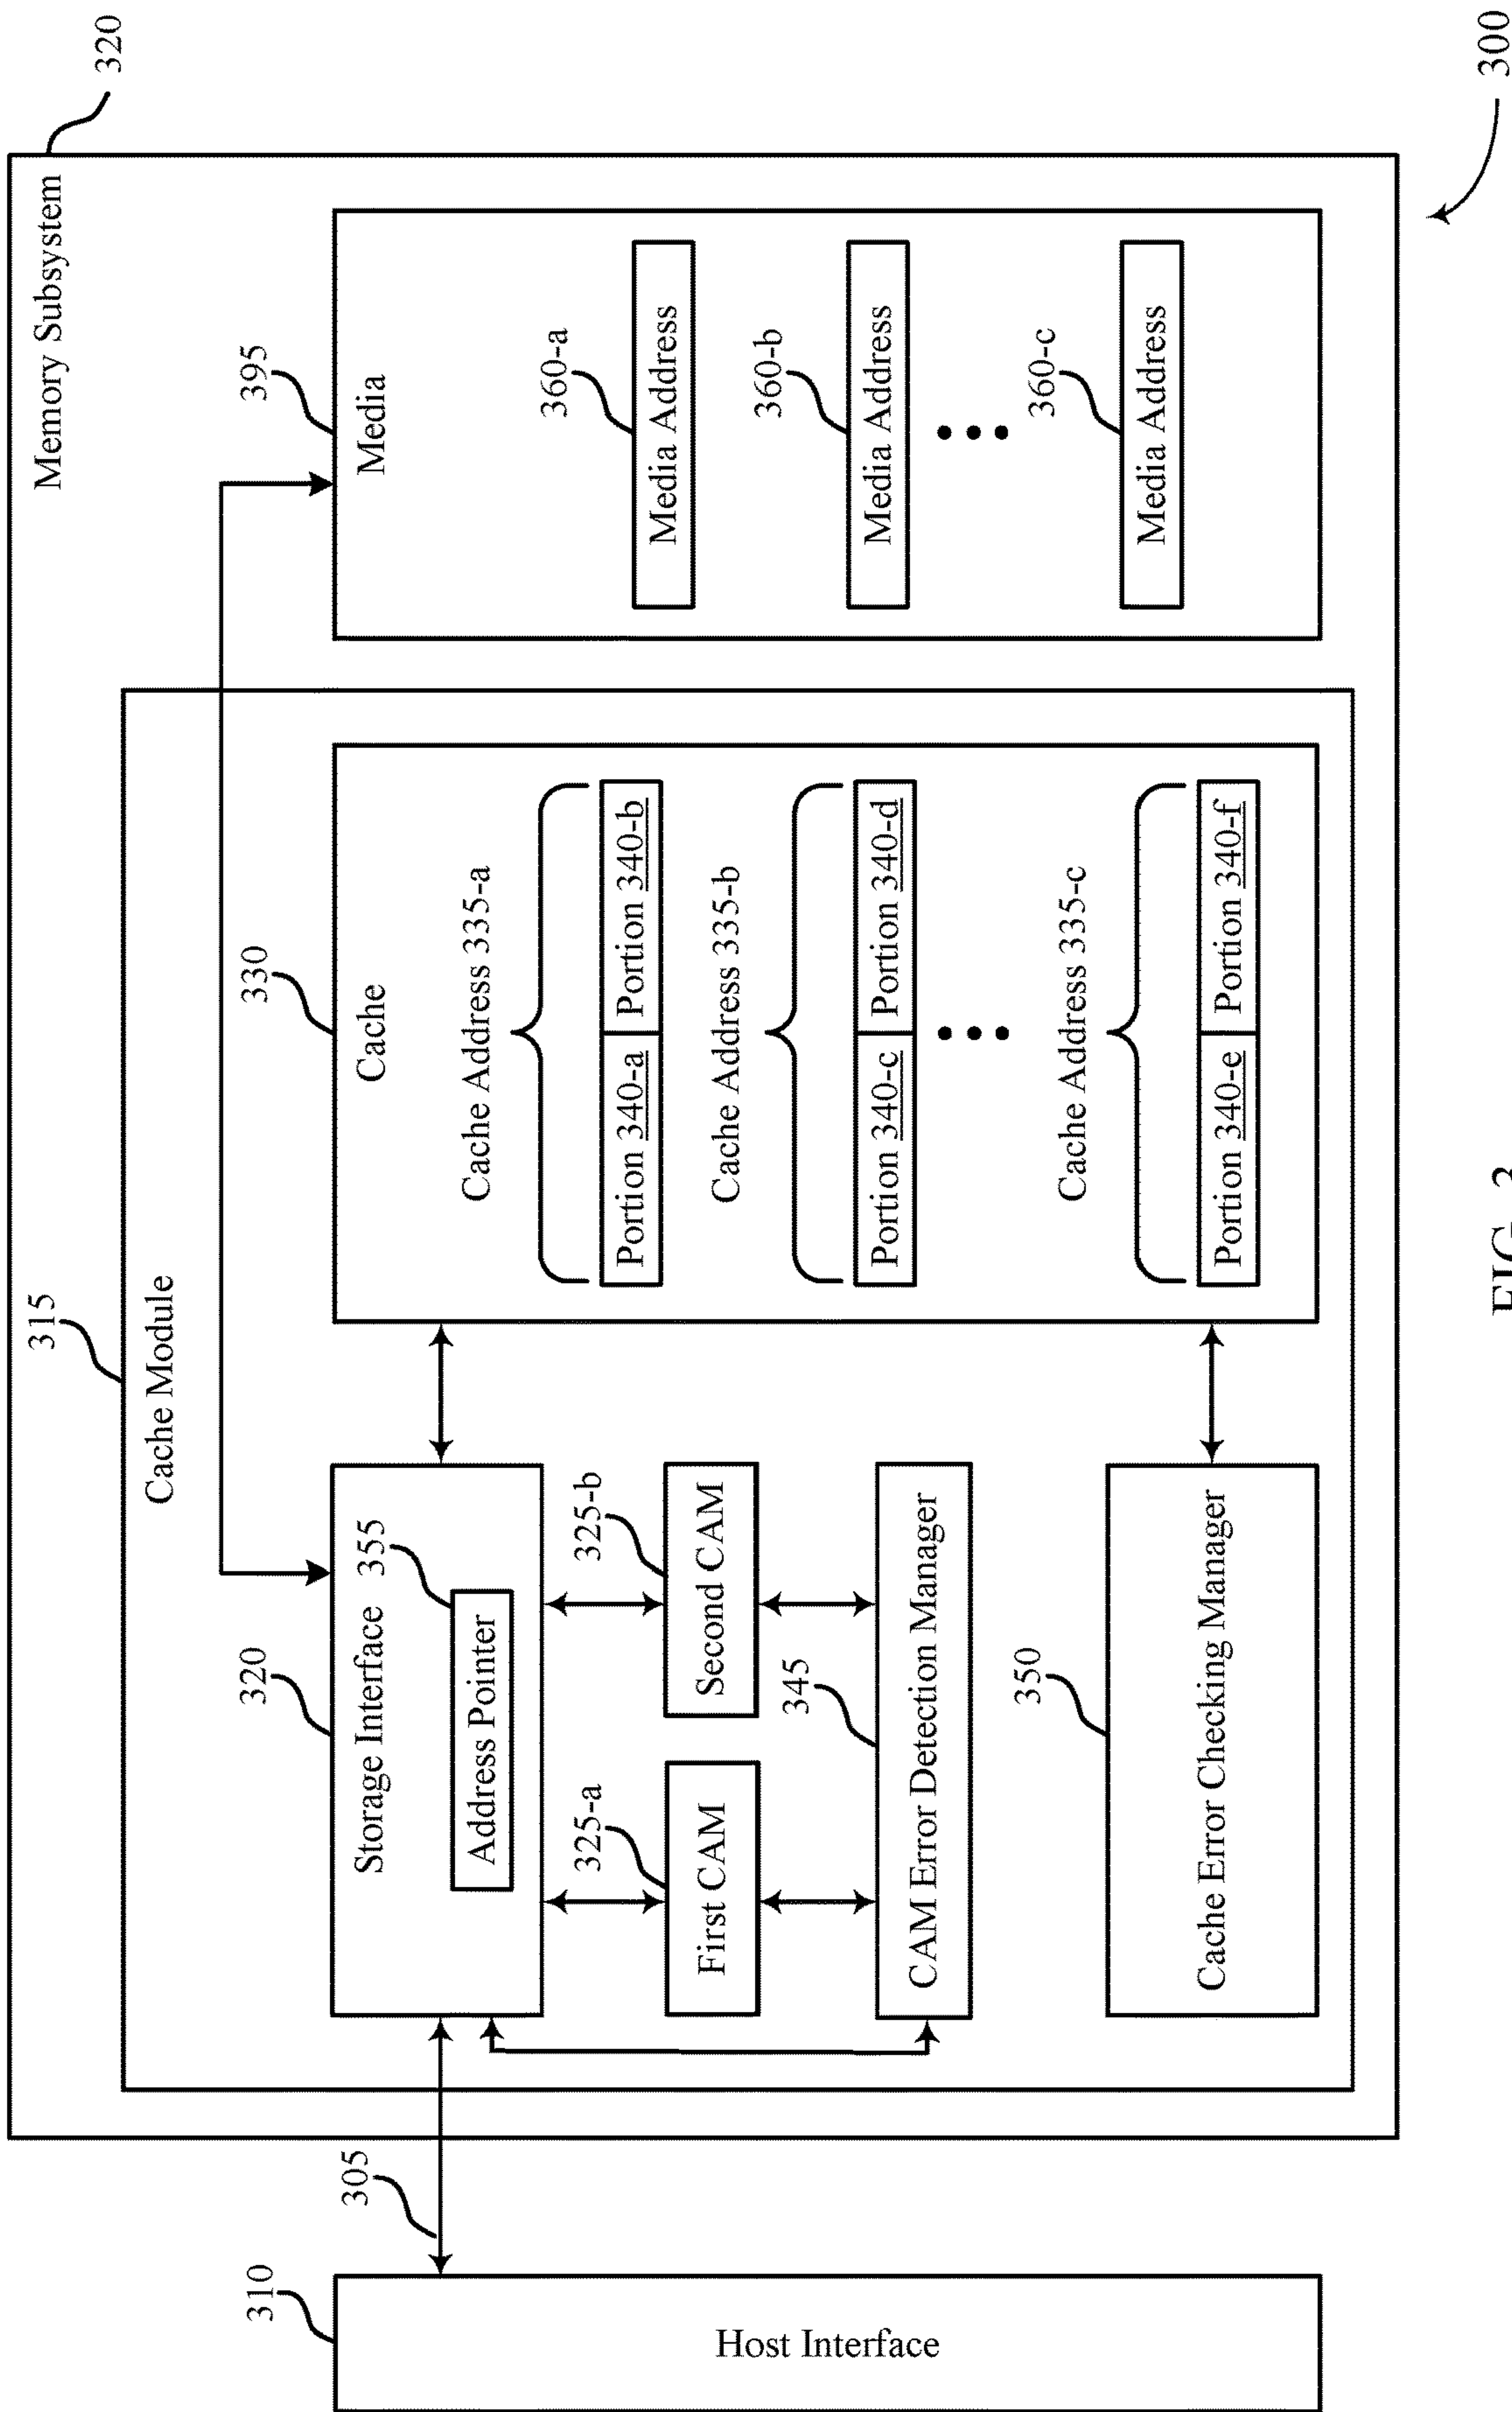 320
Memory Subsystem
315
Cache Module
395
Media
360-a
Media Address
360-b
Media Address
360-c
Media Address
330
Cache
Cache Address 335-a
Portion 340-a
Portion 340-b
Cache Address 335-b
Portion 340-c
Portion 340-d
Cache Address 335-c
Portion 340-e
Portion 340-f
320
Storage Interface
355
Address Pointer
325-a
First CAM
325-b
Second CAM
345
CAM Error Detection Manager
350
Cache Error Checking Manager
305
310
Host Interface
300